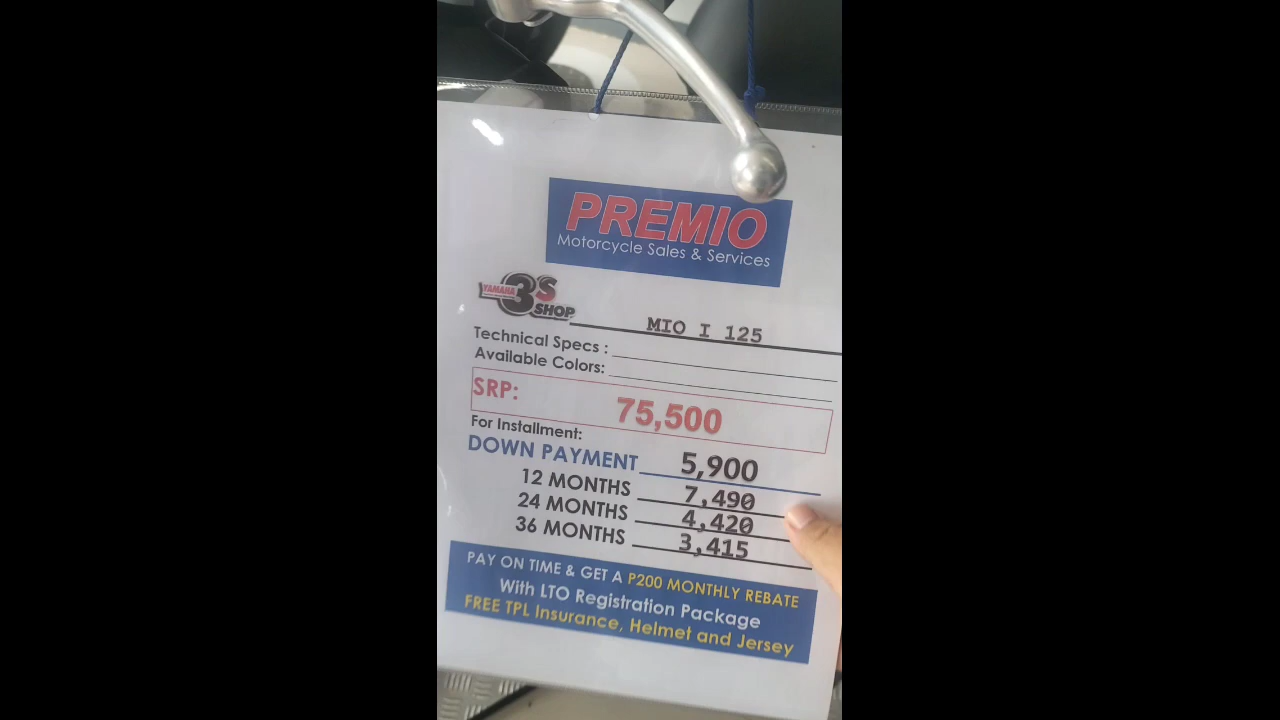 PREMIO
Motorcycle Sales & Services
YAMAHA 3S SHOP
MIO I 125
Technical Specs :
Available Colors:
SRP: 75,500
For Installment:
DOWN PAYMENT 5,900
12 MONTHS 7,490
24 MONTHS 4,420
36 MONTHS 3,415
PAY ON TIME & GET A P200 MONTHLY REBATE
With LTO Registration Package
FREE TPL Insurance, Helmet and Jersey